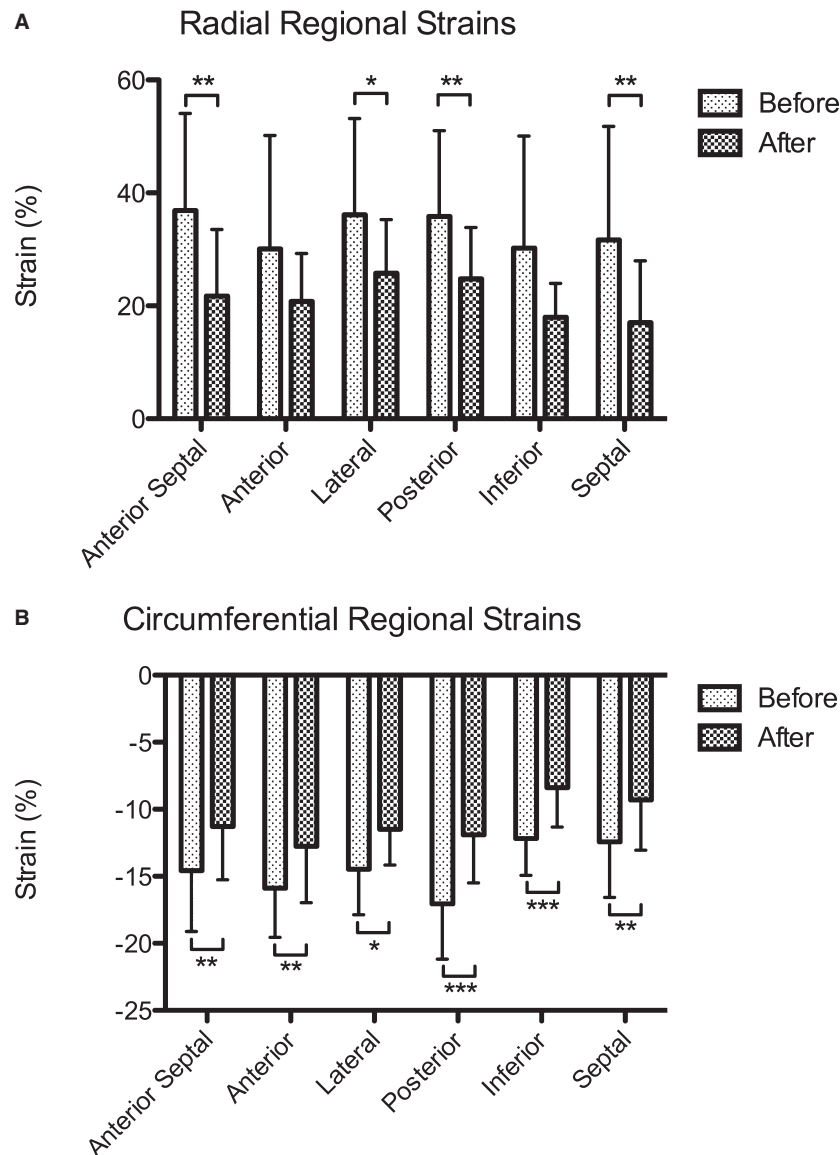 A
Radial Regional Strains
60
40
20
0
Strain (%)
** * ** **
Before
After
Anterior Septal
Anterior
Lateral
Posterior
Inferior
Septal
B
Circumferential Regional Strains
0
-5
-10
-15
-20
-25
Strain (%)
Before
After
** ** * *** *** **
Anterior Septal
Anterior
Lateral
Posterior
Inferior
Septal